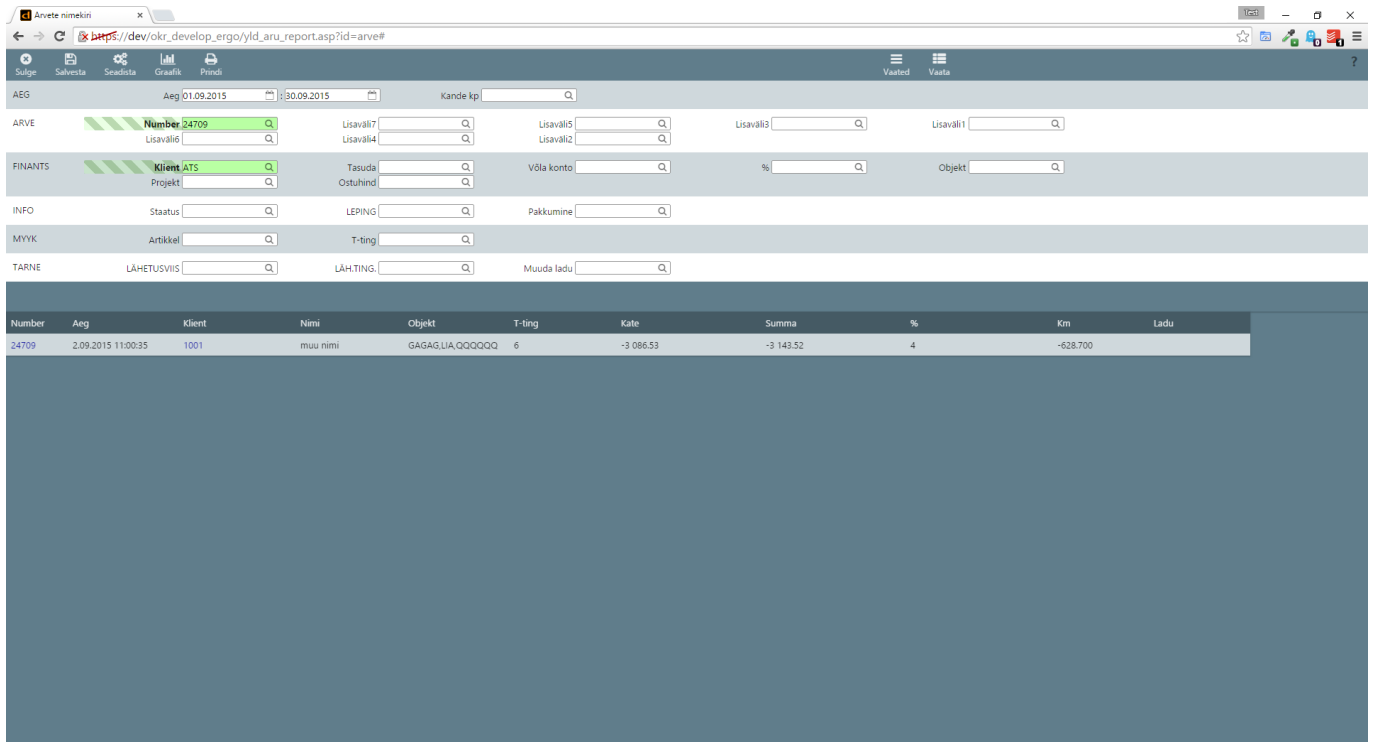 Arvete nimekiri
Test
https://dev/okr_develop_ergo/yld_aru_report.asp?id=arve#
Sulge Salvesta Seadista Graafik Prindi Vaated Vaata ?
AEG Aeg 01.09.2015 : 30.09.2015 Kande kp
ARVE Number 24709 Lisaväli7 Lisaväli5 Lisaväli3 Lisaväli1
Lisaväli6 Lisaväli4 Lisaväli2
FINANTS Klient ATS Tasuda Võla konto % Objekt
Projekt Ostuhind
INFO Staatus LEPING Pakkumine
MYYK Artikkel T-ting
TARNE LÄHETUSVIIS LÄH.TING. Muuda ladu
Number Aeg Klient Nimi Objekt T-ting Kate Summa % Km Ladu
24709 2.09.2015 11:00:35 1001 muu nimi GAGAG,LIA,QQQQQQ 6 -3 086.53 -3 143.52 4 -628.700